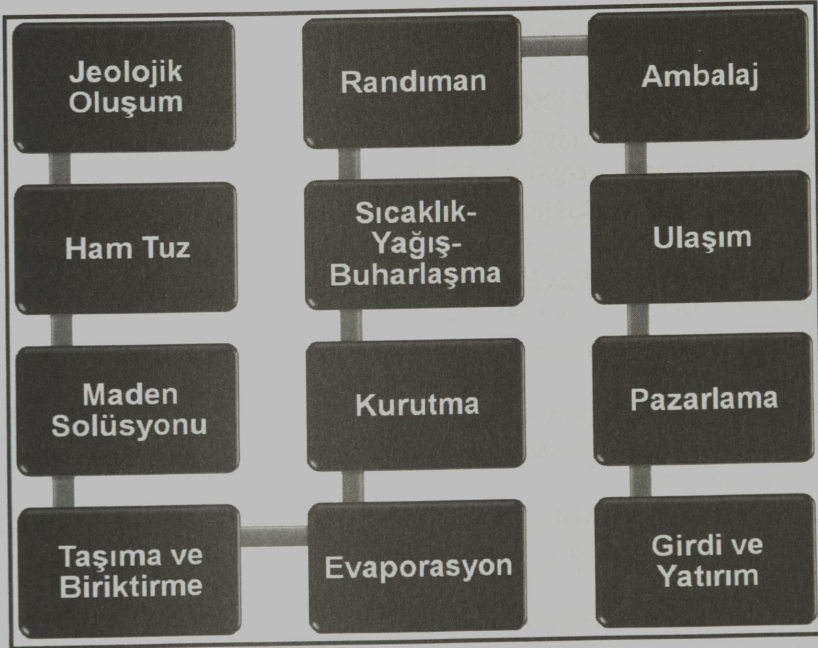 Jeolojik
Oluşum
Ham Tuz
Maden
Solüsyonu
Taşıma ve
Biriktirme
Evaporasyon
Kurutma
Sıcaklık-
Yağış-
Buharlaşma
Randıman
Ambalaj
Ulaşım
Pazarlama
Girdi ve
Yatırım